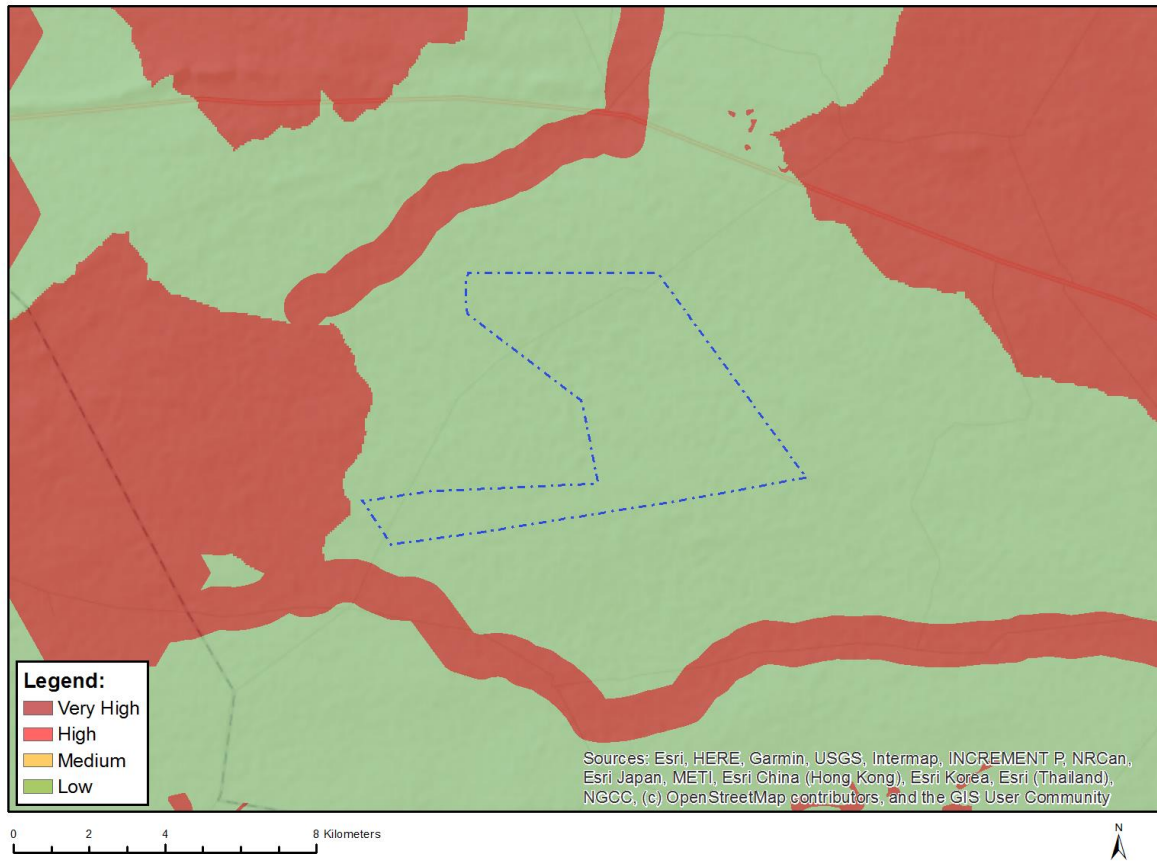 Legend:
Very High
High
Medium
Low
Sources: Esri, HERE, Garmin, USGS, Intermap, INCREMENT P, NRCan,
Esri Japan, METI, Esri China (Hong Kong), Esri Korea, Esri (Thailand),
NGCC, (c) OpenStreetMap contributors, and the GIS User Community
0 2 4 8 Kilometers
N